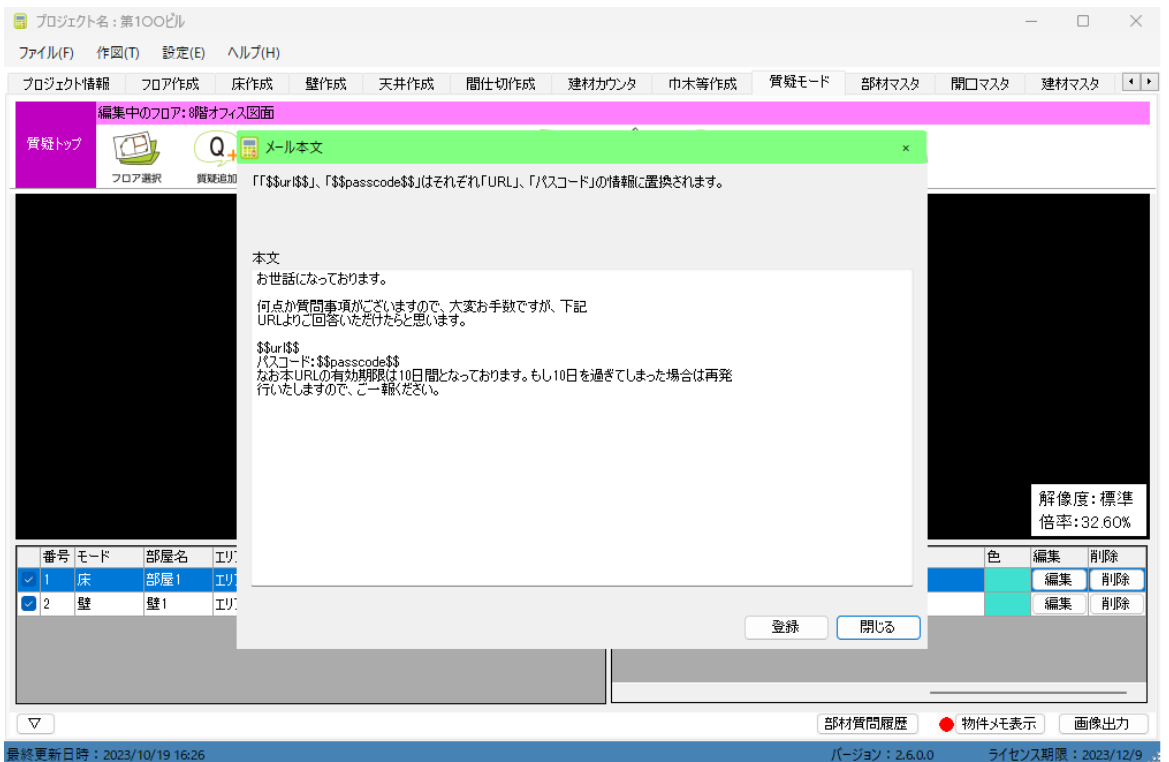 プロジェクト名:第100ビル
ファイル(F) 作図(T) 設定(E) ヘルプ(H)
プロジェクト情報 フロア作成 床作成 壁作成 天井作成 間仕切作成 建材カウンタ 巾木等作成 質疑モード 部材マスタ 開口マスタ 建材マスタ
編集中のフロア:8階オフィス図面
質疑トップ
フロア選択 質疑追加
メール本文
「「$$url$$」、「$$passcode$$」はそれぞれ「URL」、「パスコード」の情報に置換されます。
本文
お世話になっております。
何点か質問事項がございますので、大変お手数ですが、下記
URLよりご回答いただけたらと思います。
$$url$$
パスコード:$$passcode$$
なお本URLの有効期限は10日間となっております。もし10日を過ぎてしまった場合は再発
行いたしますので、ご一報ください。
登録 閉じる
解像度:標準
倍率:32.60%
番号 モード 部屋名 エリ 色 編集 削除
1 床 部屋1 エリ 編集 削除
2 壁 壁1 エリ 編集 削除
部材質問履歴 物件メモ表示 画像出力
最終更新日時:2023/10/19 16:26 バージョン:2.6.0.0 ライセンス期限:2023/12/9